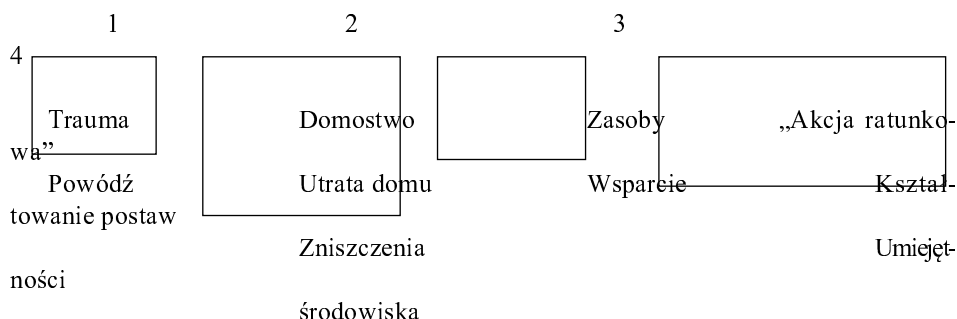 1 2 3
4
Trauma Domostwo Zasoby „Akcja ratunko-
wa”
Powódź Utrata domu Wsparcie Kształ-
towanie postaw
Zniszczenia Umiejęt-
ności
środowiska